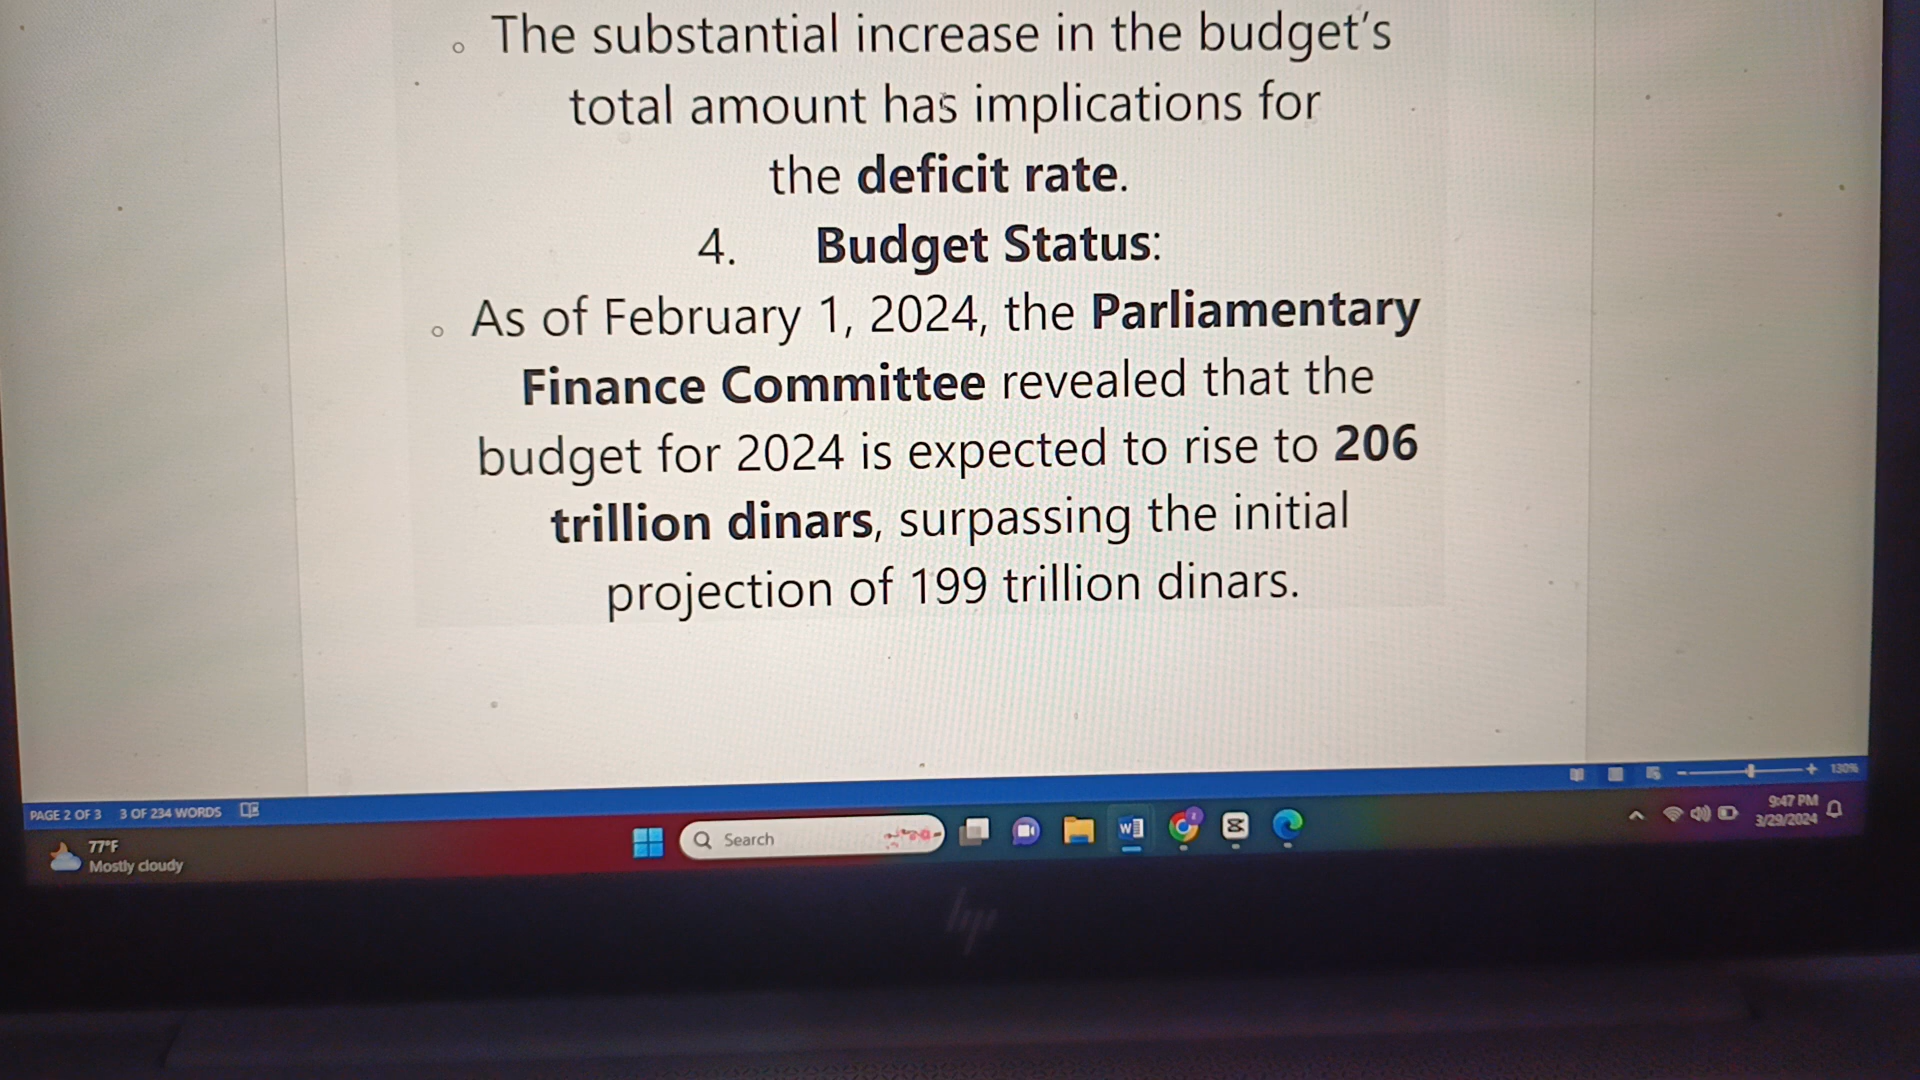 The substantial increase in the budget's
total amount has implications for
the deficit rate.
4. Budget Status:
As of February 1, 2024, the Parliamentary
Finance Committee revealed that the
budget for 2024 is expected to rise to 206
trillion dinars, surpassing the initial
projection of 199 trillion dinars.
PAGE 2 OF 3 3 OF 234 WORDS
130%
77°F
Mostly cloudy
Search
9:47 PM
3/29/2024
hp